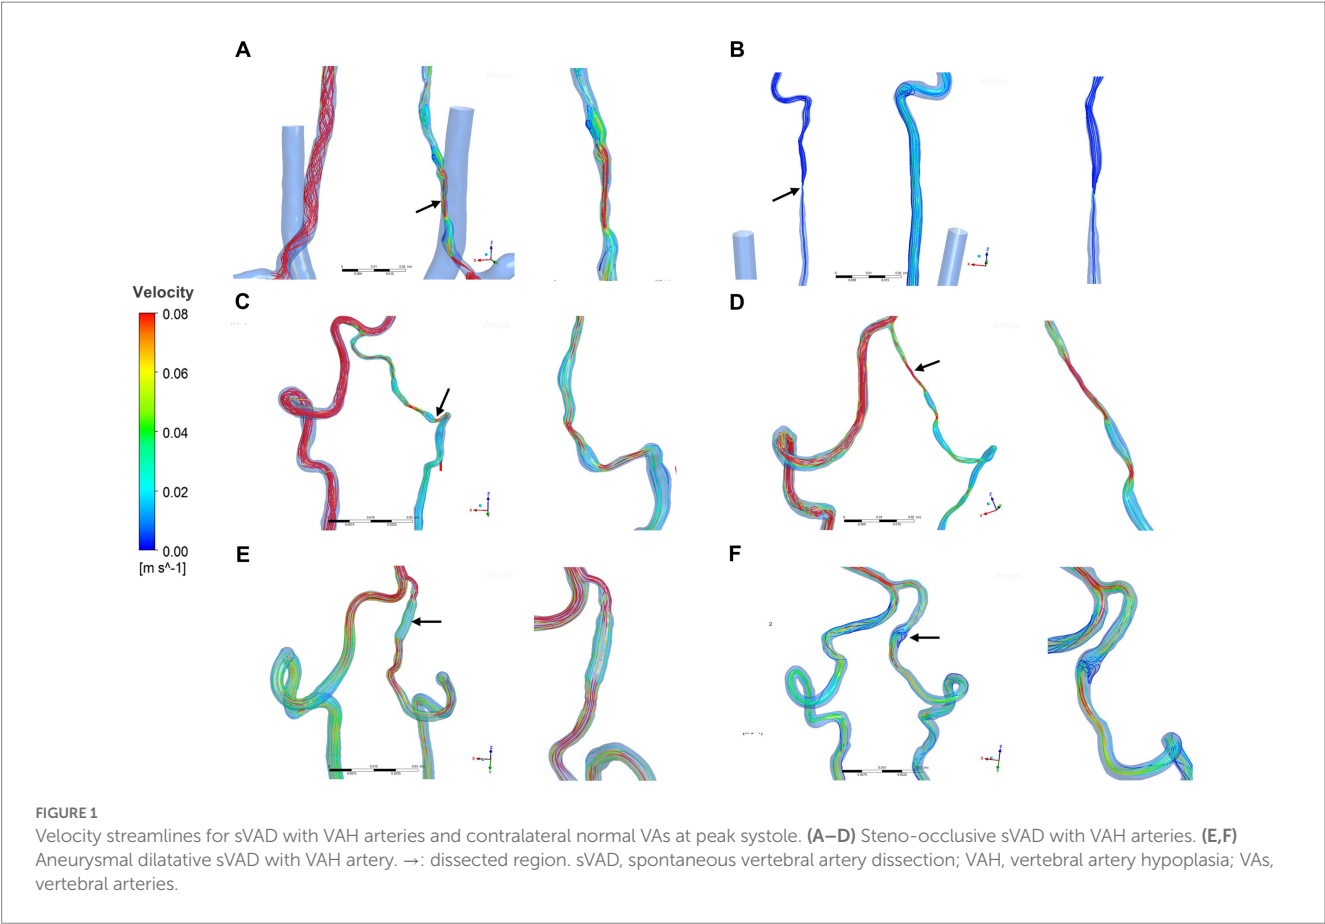 A
B
Velocity
0.08
0.06
0.04
0.02
0.00
[m s^-1]
C
D
E
F
FIGURE 1
Velocity streamlines for sVAD with VAH arteries and contralateral normal VAs at peak systole. (A–D) Steno-occlusive sVAD with VAH arteries. (E,F)
Aneurysmal dilatative sVAD with VAH artery. →: dissected region. sVAD, spontaneous vertebral artery dissection; VAH, vertebral artery hypoplasia; VAs,
vertebral arteries.